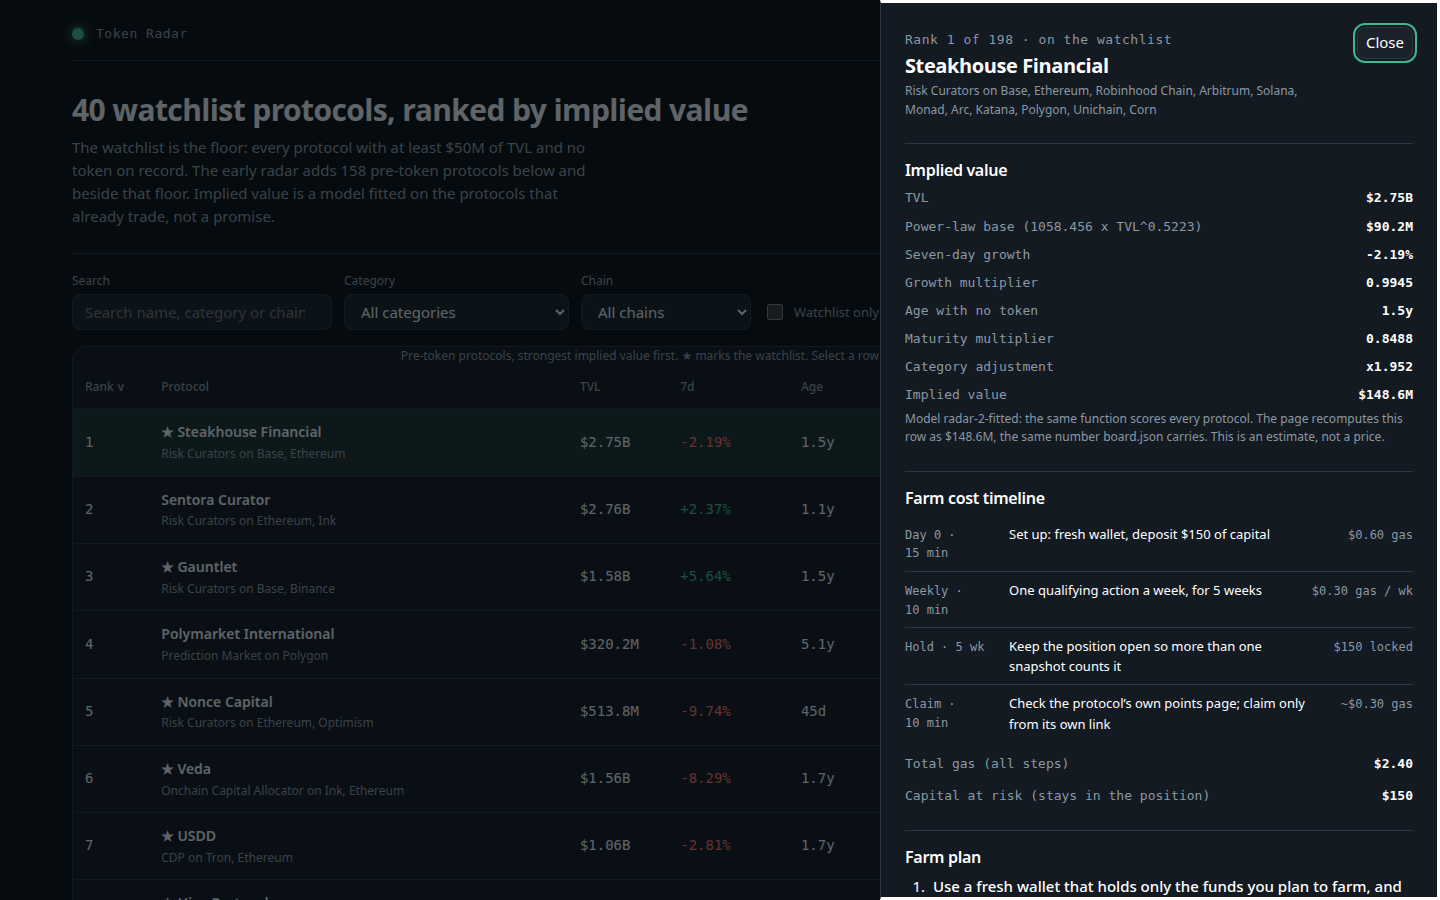 Token Radar
40 watchlist protocols, ranked by implied value
The watchlist is the floor: every protocol with at least $50M of TVL and no
token on record. The early radar adds 158 pre-token protocols below and
beside that floor. Implied value is a model fitted on the protocols that
already trade, not a promise.
Search
Category
Chain
Search name, category or chain
All categories
All chains
Watchlist only
Pre-token protocols, strongest implied value first. ★ marks the watchlist. Select a row
Rank v Protocol TVL 7d Age
1 ★ Steakhouse Financial $2.75B -2.19% 1.5y
Risk Curators on Base, Ethereum
2 Sentora Curator $2.76B +2.37% 1.1y
Risk Curators on Ethereum, Ink
3 ★ Gauntlet $1.58B +5.64% 1.5y
Risk Curators on Base, Binance
4 Polymarket International $320.2M -1.08% 5.1y
Prediction Market on Polygon
5 ★ Nonce Capital $513.8M -9.74% 45d
Risk Curators on Ethereum, Optimism
6 ★ Veda $1.56B -8.29% 1.7y
Onchain Capital Allocator on Ink, Ethereum
7 ★ USDD $1.06B -2.81% 1.7y
CDP on Tron, Ethereum
Rank 1 of 198 · on the watchlist
Close
Steakhouse Financial
Risk Curators on Base, Ethereum, Robinhood Chain, Arbitrum, Solana,
Monad, Arc, Katana, Polygon, Unichain, Corn
Implied value
TVL $2.75B
Power-law base (1058.456 x TVL^0.5223) $90.2M
Seven-day growth -2.19%
Growth multiplier 0.9945
Age with no token 1.5y
Maturity multiplier 0.8488
Category adjustment x1.952
Implied value $148.6M
Model radar-2-fitted: the same function scores every protocol. The page recomputes this
row as $148.6M, the same number board.json carries. This is an estimate, not a price.
Farm cost timeline
Day 0 · Set up: fresh wallet, deposit $150 of capital $0.60 gas
15 min
Weekly · One qualifying action a week, for 5 weeks $0.30 gas / wk
10 min
Hold · 5 wk Keep the position open so more than one $150 locked
snapshot counts it
Claim · Check the protocol’s own points page; claim only ~$0.30 gas
10 min from its own link
Total gas (all steps) $2.40
Capital at risk (stays in the position) $150
Farm plan
1. Use a fresh wallet that holds only the funds you plan to farm, and